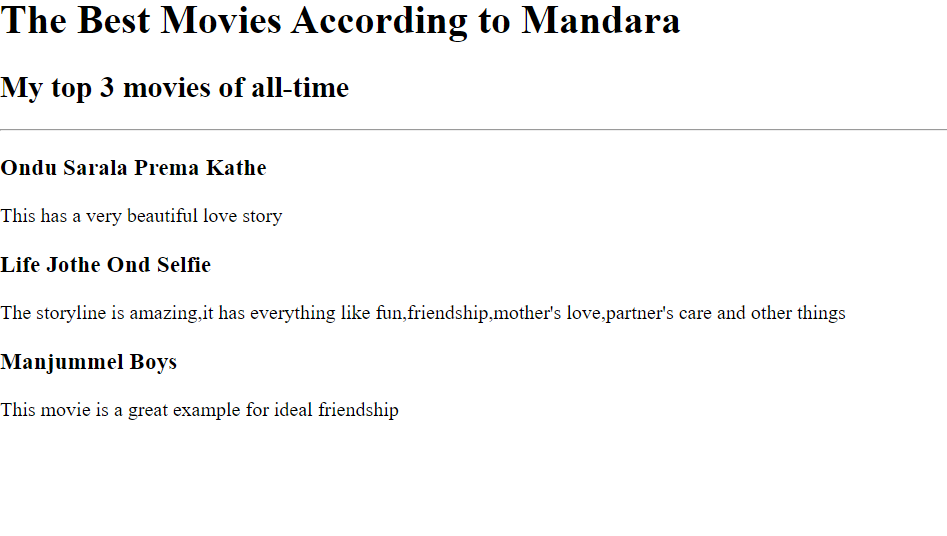 The Best Movies According to Mandara
My top 3 movies of all-time
Ondu Sarala Prema Kathe
This has a very beautiful love story
Life Jothe Ond Selfie
The storyline is amazing,it has everything like fun,friendship,mother's love,partner's care and other things
Manjummel Boys
This movie is a great example for ideal friendship